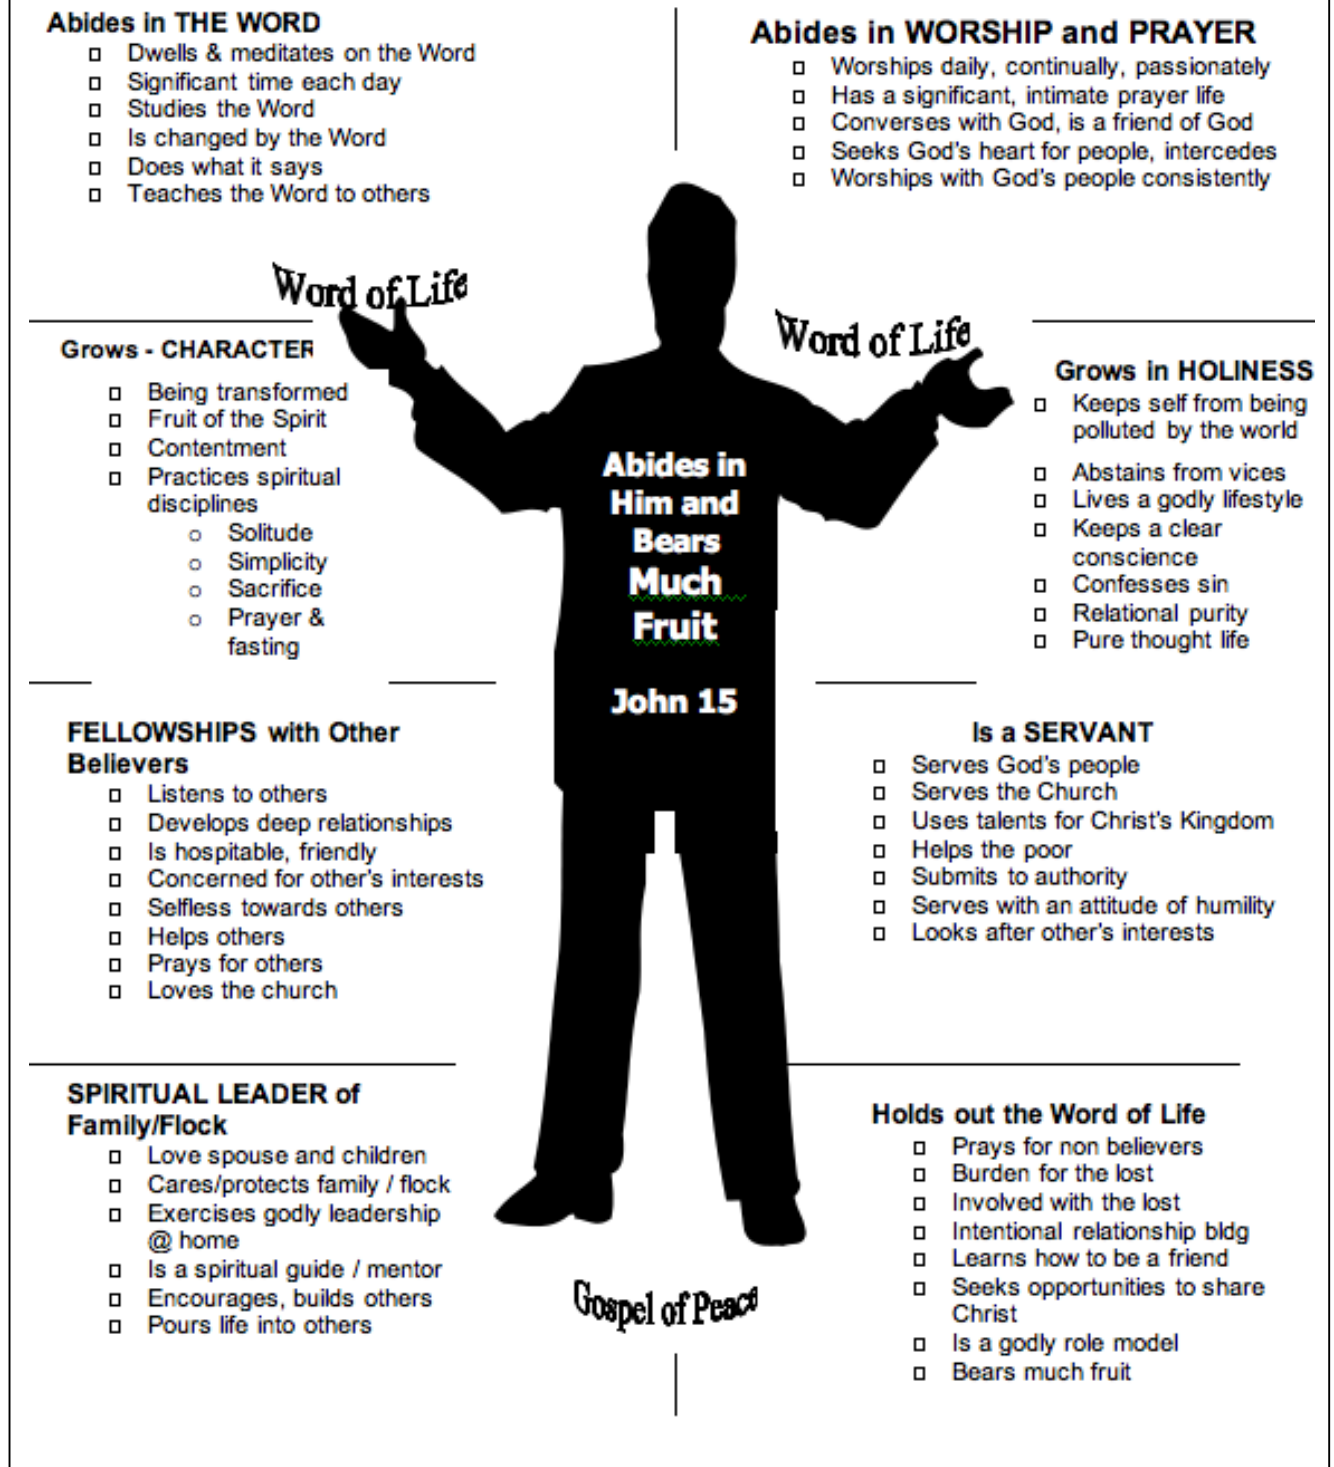 Abides in THE WORD
Dwells & meditates on the Word
Significant time each day
Studies the Word
Is changed by the Word
Does what it says
Teaches the Word to others
Abides in WORSHIP and PRAYER
Worships daily, continually, passionately
Has a significant, intimate prayer life
Converses with God, is a friend of God
Seeks God's heart for people, intercedes
Worships with God's people consistently
Word of Life
Word of Life
Grows - CHARACTER
Being transformed
Fruit of the Spirit
Contentment
Practices spiritual
disciplines
o Solitude
o Simplicity
o Sacrifice
o Prayer &
fasting
Abides in
Him and
Bears
Much
Fruit
John 15
Grows in HOLINESS
Keeps self from being
polluted by the world
Abstains from vices
Lives a godly lifestyle
Keeps a clear
conscience
Confesses sin
Relational purity
Pure thought life
FELLOWSHIPS with Other
Believers
Listens to others
Develops deep relationships
Is hospitable, friendly
Concerned for other's interests
Selfless towards others
Helps others
Prays for others
Loves the church
Is a SERVANT
Serves God's people
Serves the Church
Uses talents for Christ's Kingdom
Helps the poor
Submits to authority
Serves with an attitude of humility
Looks after other's interests
SPIRITUAL LEADER of
Family/Flock
Love spouse and children
Cares/protects family / flock
Exercises godly leadership
@ home
Is a spiritual guide / mentor
Encourages, builds others
Pours life into others
Holds out the Word of Life
Prays for non believers
Burden for the lost
Involved with the lost
Intentional relationship bldg
Learns how to be a friend
Seeks opportunities to share
Christ
Is a godly role model
Bears much fruit
Gospel of Peace